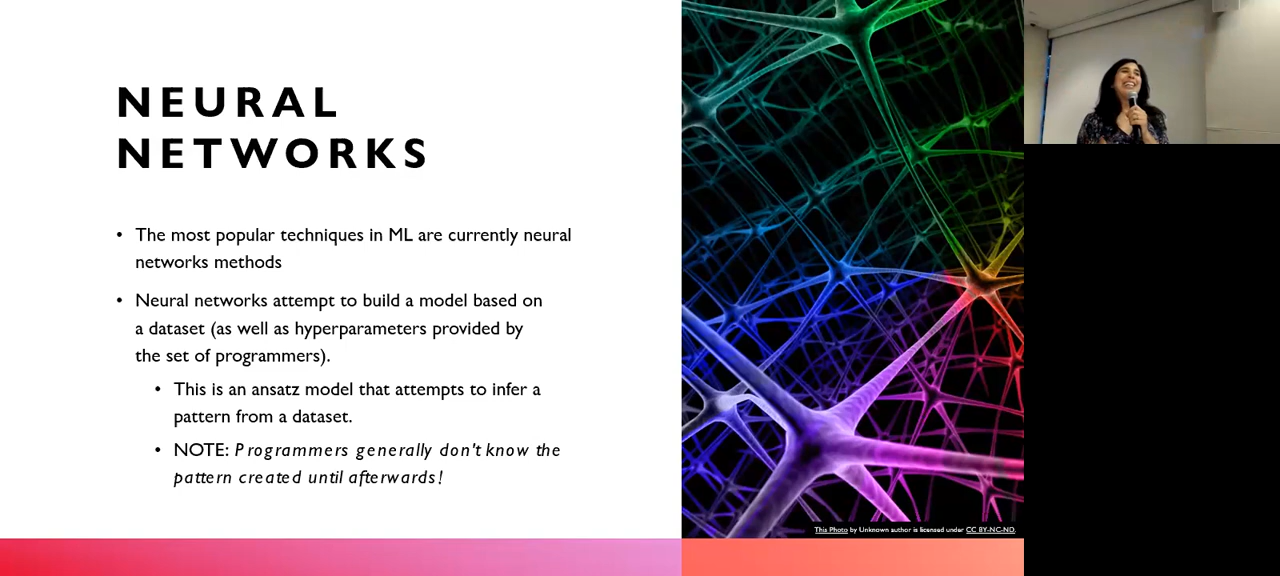 NEURAL
NETWORKS
• The most popular techniques in ML are currently neural
networks methods
• Neural networks attempt to build a model based on
a dataset (as well as hyperparameters provided by
the set of programmers).
• This is an ansatz model that attempts to infer a
pattern from a dataset.
• NOTE: Programmers generally don't know the
pattern created until afterwards!
This Photo by Unknown author is licensed under CC BY-NC-ND.